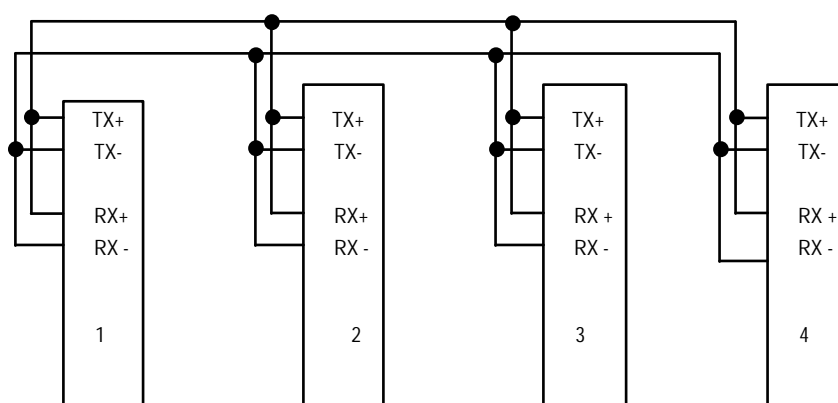 TX+
TX-
RX+
RX -
1
TX+
TX-
RX+
RX -
2
TX+
TX-
RX +
RX -
3
TX+
TX-
RX +
RX -
4